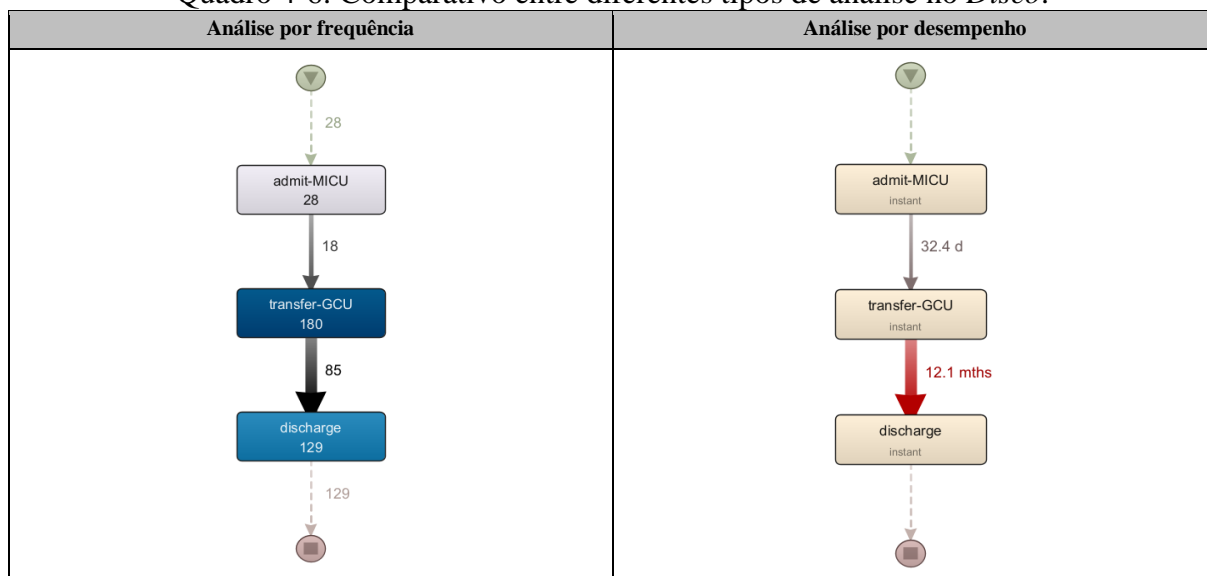 Quadro 4-6. Comparativo entre diferentes tipos de análise no Disco.
Análise por frequência
Análise por desempenho
28
admit-MICU
28
18
transfer-GCU
180
85
discharge
129
129
admit-MICU
instant
32.4 d
transfer-GCU
instant
12.1 mths
discharge
instant